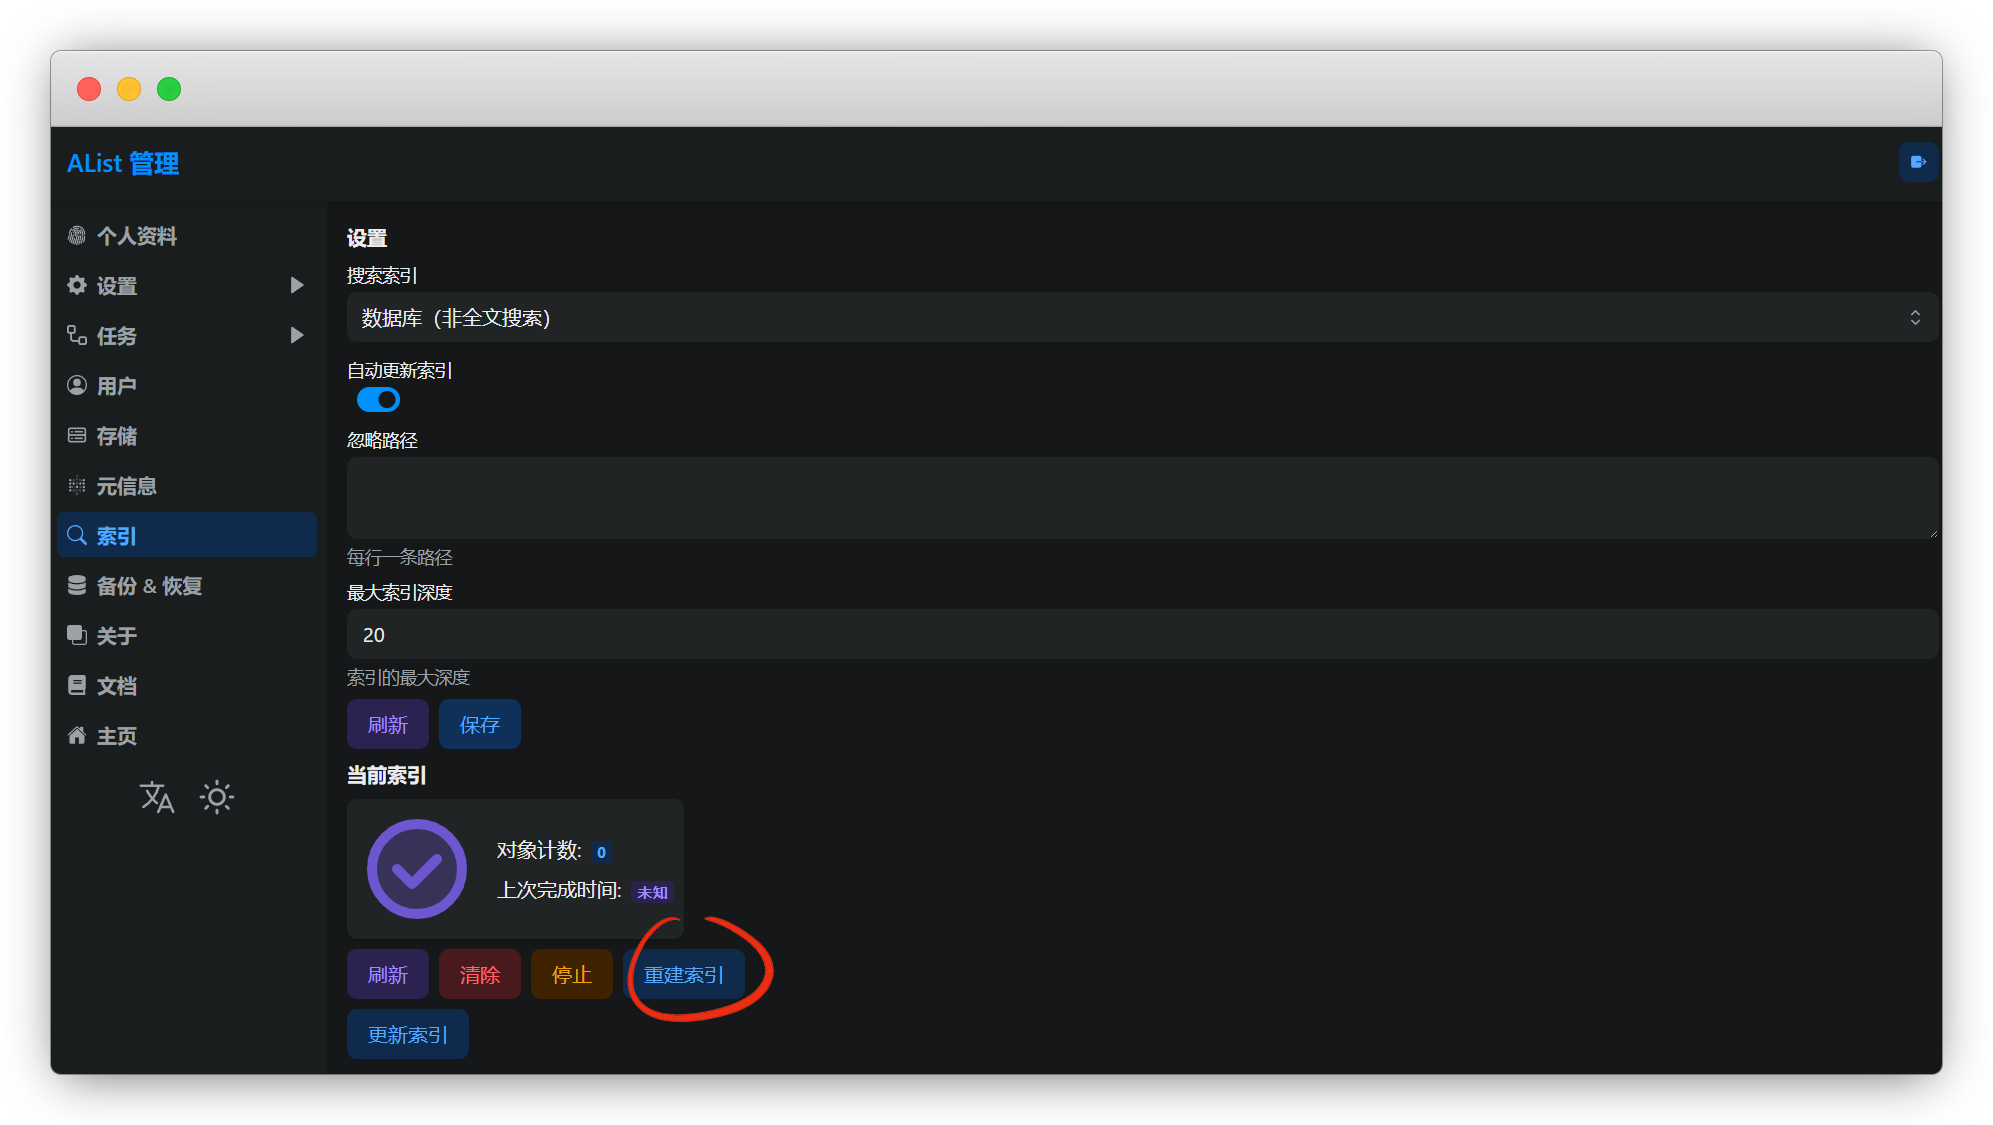 AList 管理
个人资料
设置
任务
用户
存储
元信息
索引
备份 & 恢复
关于
文档
主页
设置
搜索索引
数据库（非全文搜索）
自动更新索引
忽略路径
每行一条路径
最大索引深度
20
索引的最大深度
刷新 保存
当前索引
对象计数: 0
上次完成时间: 未知
刷新 清除 停止 重建索引
更新索引